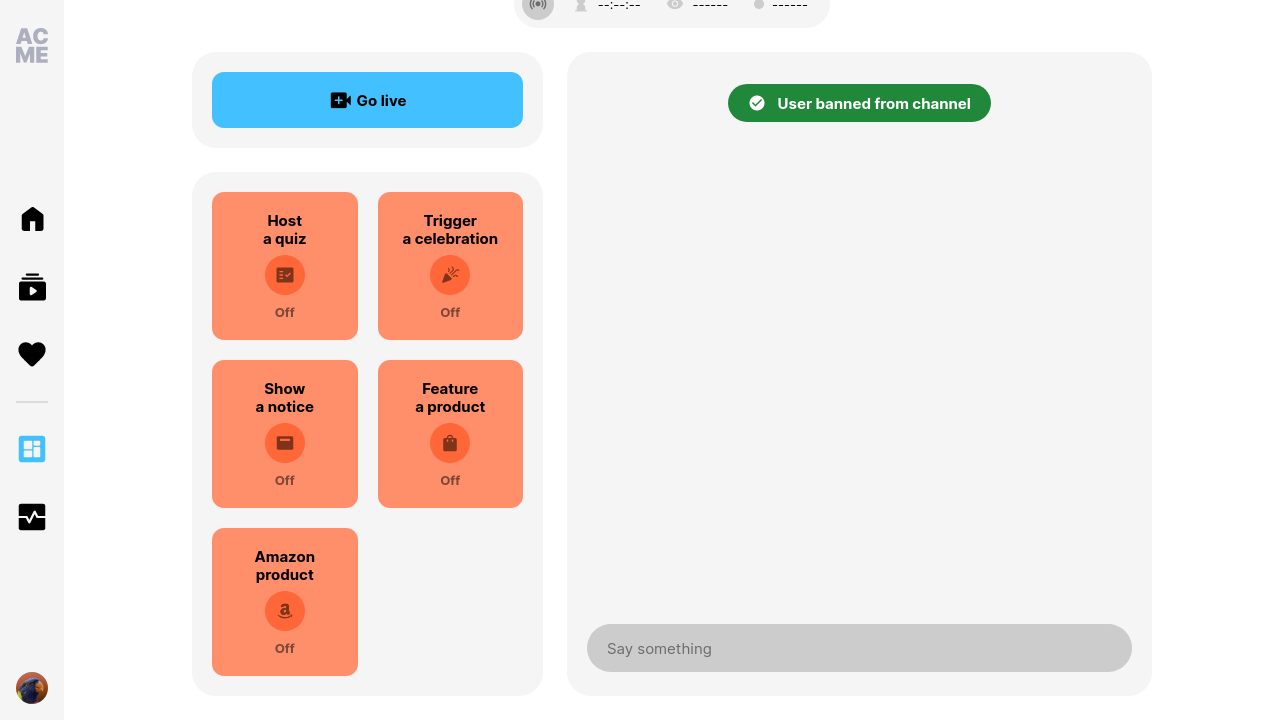 AC
ME
--:--:--
------
------
Go live
User banned from channel
Host
a quiz
Off
Trigger
a celebration
Off
Show
a notice
Off
Feature
a product
Off
Amazon
product
Off
Say something